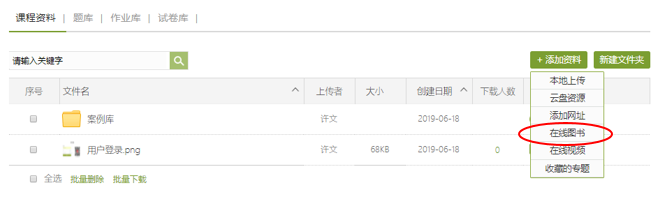 课程资料 | 题库 | 作业库 | 试卷库 |
请输入关键字 + 添加资料 新建文件夹
序号 文件名 上传者 大小 创建日期 下载人数
本地上传
云盘资源
添加网址
案例库 许文 2019-06-18
在线图书
用户登录.png 许文 68KB 2019-06-18 0
在线视频
收藏的专题
全选 批量删除 批量下载